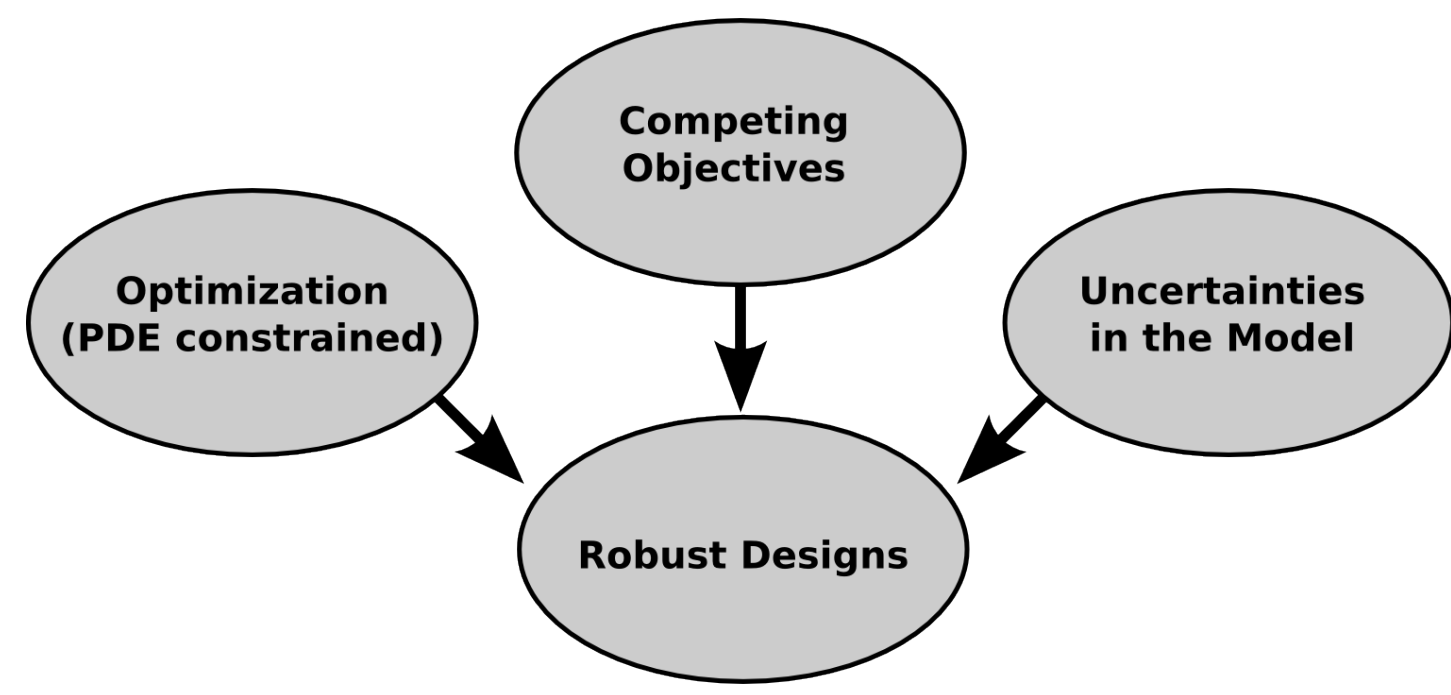 Competing
Objectives
Optimization
(PDE constrained)
Uncertainties
in the Model
Robust Designs